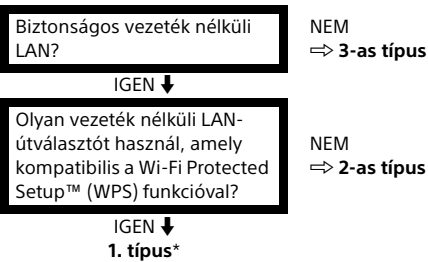 Biztonságos vezeték nélküli
LAN?
NEM
⇨ 3-as típus
IGEN
Olyan vezeték nélküli LAN-
útválasztót használ, amely
kompatibilis a Wi-Fi Protected
Setup™ (WPS) funkcióval?
NEM
⇨ 2-as típus
IGEN
1. típus*